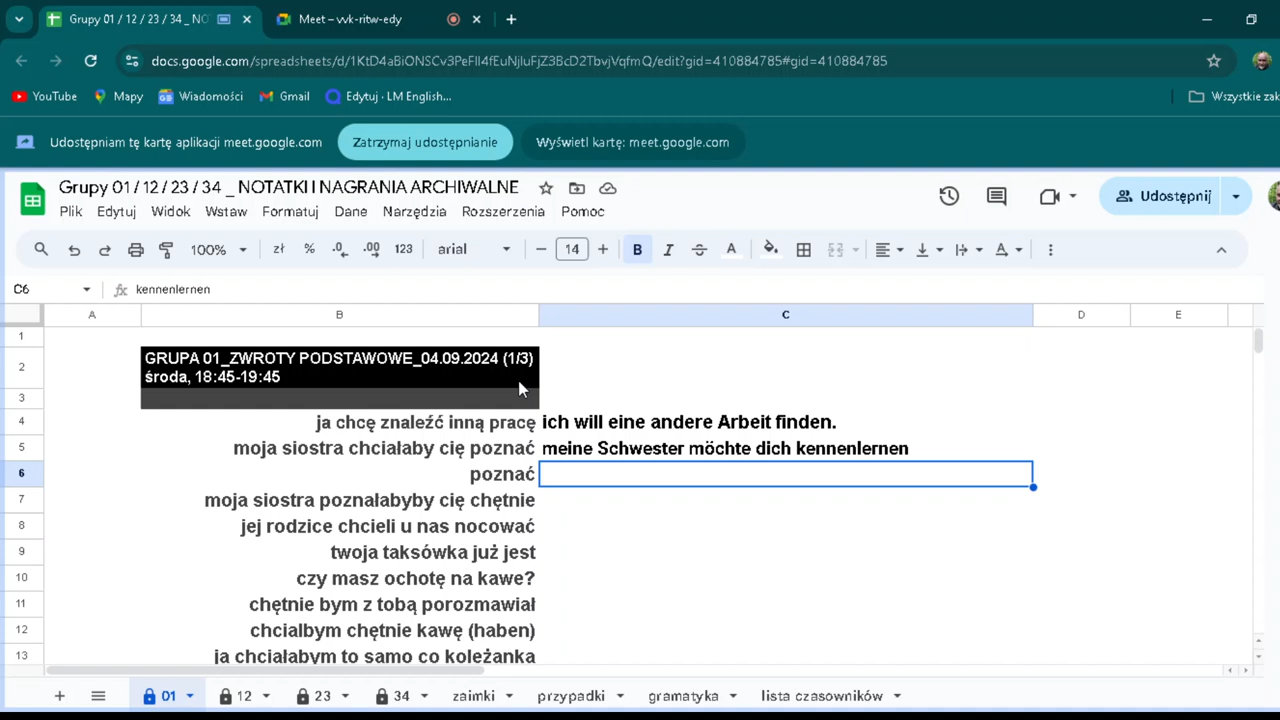 Grupy 01 / 12 / 23 / 34 _ NO
Meet – vvk-ritw-edy
docs.google.com/spreadsheets/d/1KtD4aBiONSCv3PeFII4fEuNjIuFjZ3BcD2TbvjVqfmQ/edit?gid=410884785#gid=410884785
YouTube Mapy Wiadomości Gmail Edytuj · LM English... Wszystkie zak
Udostępniam tę kartę aplikacji meet.google.com Zatrzymaj udostępnianie Wyświetl kartę: meet.google.com
Grupy 01 / 12 / 23 / 34 _ NOTATKI I NAGRANIA ARCHIWALNE
Udostępnij
Plik Edytuj Widok Wstaw Formatuj Dane Narzędzia Rozszerzenia Pomoc
100% zł % .0 .00 123 arial 14 B I S A
C6 fx kennenlernen
A B C D E
1
2 GRUPA 01_ZWROTY PODSTAWOWE_04.09.2024 (1/3)
środa, 18:45-19:45
3
4 ja chcę znaleźć inną pracę ich will eine andere Arbeit finden.
5 moja siostra chciałaby cię poznać meine Schwester möchte dich kennenlernen
6 poznać
7 moja siostra poznałabyby cię chętnie
8 jej rodzice chcieli u nas nocować
9 twoja taksówka już jest
10 czy masz ochotę na kawe?
11 chętnie bym z tobą porozmawiał
12 chcialbym chętnie kawę (haben)
13 ja chciałabym to samo co koleżanka
01 12 23 34 zaimki przypadki gramatyka lista czasowników